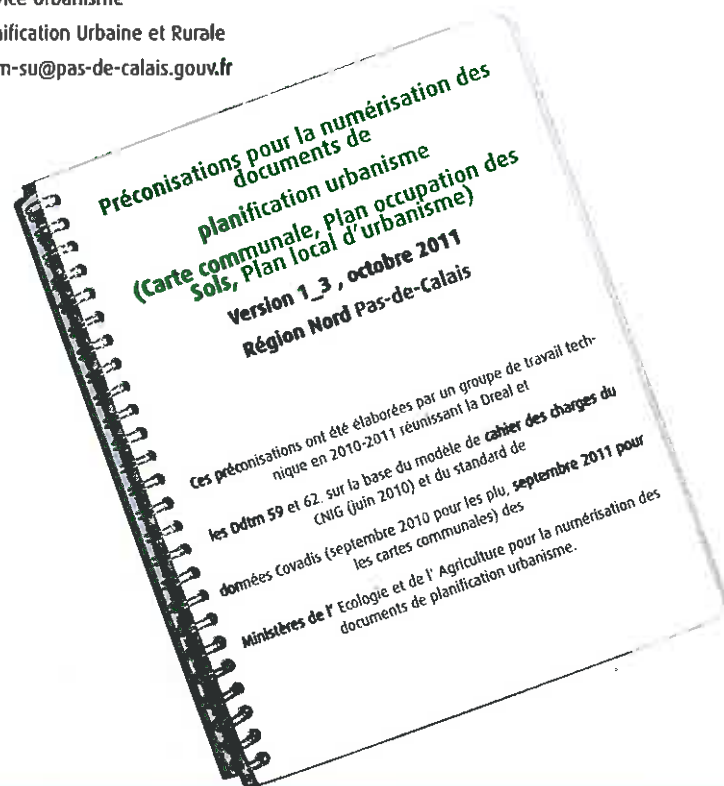 Urbanisme
Planification Urbaine et Rurale
m-su@pas-de-calais.gouv.fr
Préconisations pour la numérisation des
documents de
planification urbanisme
(Carte communale, Plan occupation des
Sols, Plan local d'urbanisme)
Version 1_3 , octobre 2011
Région Nord Pas-de-Calais
Ces préconisations ont été élaborées par un groupe de travail tech-
nique en 2010-2011 réunissant la Dreal et
les Ddtm 59 et 62. sur la base du modèle de cahier des charges du
CNIG (juin 2010) et du standard de
données Covadis (septembre 2010 pour les plu, septembre 2011 pour
les cartes communales) des
Ministères de l' Ecologie et de l' Agriculture pour la numérisation des
documents de planification urbanisme.